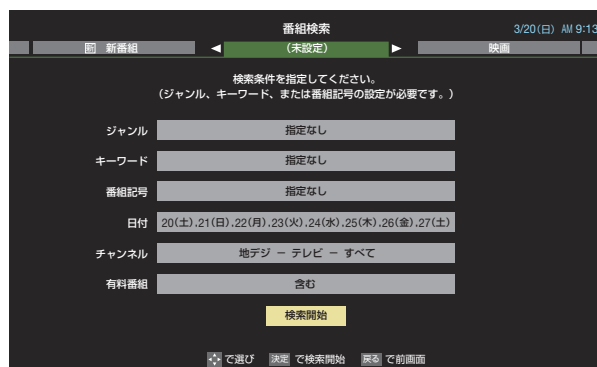 番組検索
3/20(日) AM 9:13
新 新番組 ◀ (未設定) ▶ 映画
検索条件を指定してください。
(ジャンル、キーワード、または番組記号の設定が必要です。)
ジャンル 指定なし
キーワード 指定なし
番組記号 指定なし
日付 20(土).21(日).22(月).23(火).24(水).25(木).26(金).27(土)
チャンネル 地デジ － テレビ － すべて
有料番組 含む
検索開始
で選び 決定 で検索開始 戻る で前画面